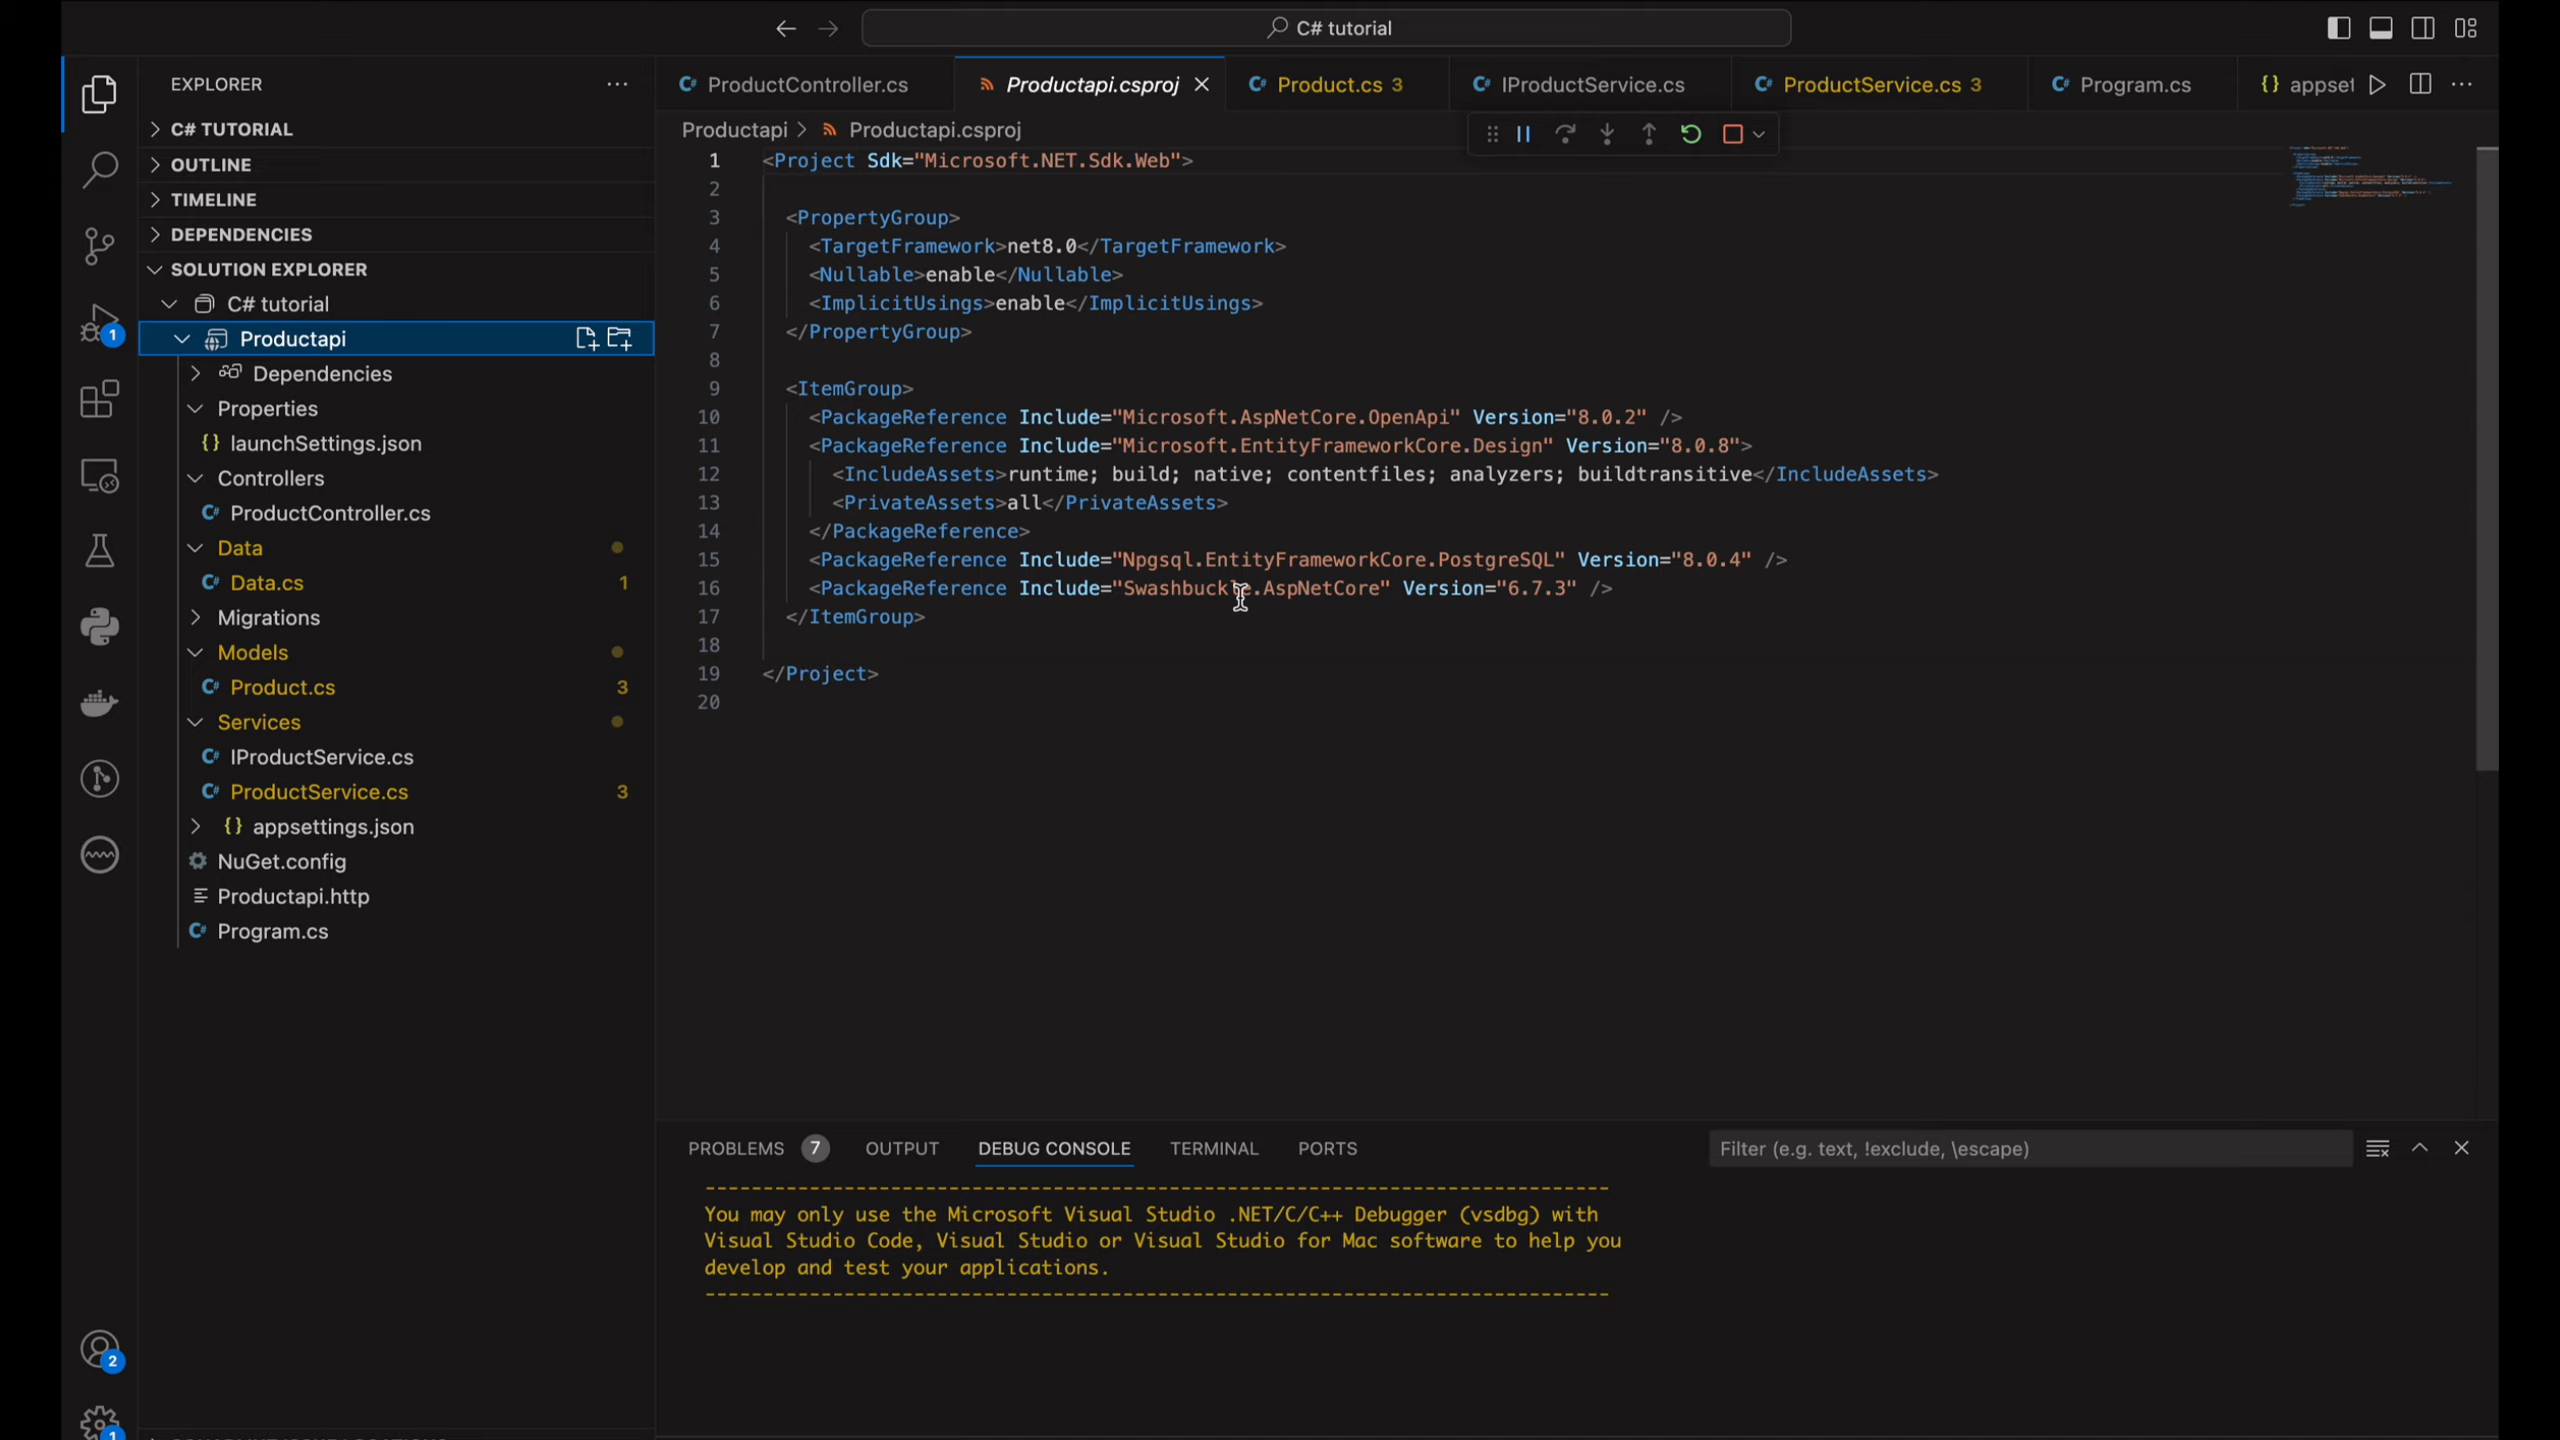 C# tutorial
EXPLORER
C# TUTORIAL
OUTLINE
TIMELINE
DEPENDENCIES
SOLUTION EXPLORER
C# tutorial
Productapi
Dependencies
Properties
{} launchSettings.json
Controllers
C# ProductController.cs
Data
C# Data.cs 1
Migrations
Models
C# Product.cs 3
Services
C# IProductService.cs
C# ProductService.cs 3
{} appsettings.json
NuGet.config
Productapi.http
C# Program.cs
1
2
1
C# ProductController.cs
Productapi.csproj
C# Product.cs 3
C# IProductService.cs
C# ProductService.cs 3
C# Program.cs
{} appset
Productapi > Productapi.csproj
1 <Project Sdk="Microsoft.NET.Sdk.Web">
2
3 <PropertyGroup>
4 <TargetFramework>net8.0</TargetFramework>
5 <Nullable>enable</Nullable>
6 <ImplicitUsings>enable</ImplicitUsings>
7 </PropertyGroup>
8
9 <ItemGroup>
10 <PackageReference Include="Microsoft.AspNetCore.OpenApi" Version="8.0.2" />
11 <PackageReference Include="Microsoft.EntityFrameworkCore.Design" Version="8.0.8">
12 <IncludeAssets>runtime; build; native; contentfiles; analyzers; buildtransitive</IncludeAssets>
13 <PrivateAssets>all</PrivateAssets>
14 </PackageReference>
15 <PackageReference Include="Npgsql.EntityFrameworkCore.PostgreSQL" Version="8.0.4" />
16 <PackageReference Include="Swashbuckle.AspNetCore" Version="6.7.3" />
17 </ItemGroup>
18
19 </Project>
20
PROBLEMS 7 OUTPUT DEBUG CONSOLE TERMINAL PORTS
Filter (e.g. text, !exclude, \escape)
-----------------------------------------------------------------------------
You may only use the Microsoft Visual Studio .NET/C/C++ Debugger (vsdbg) with
Visual Studio Code, Visual Studio or Visual Studio for Mac software to help you
develop and test your applications.
-----------------------------------------------------------------------------